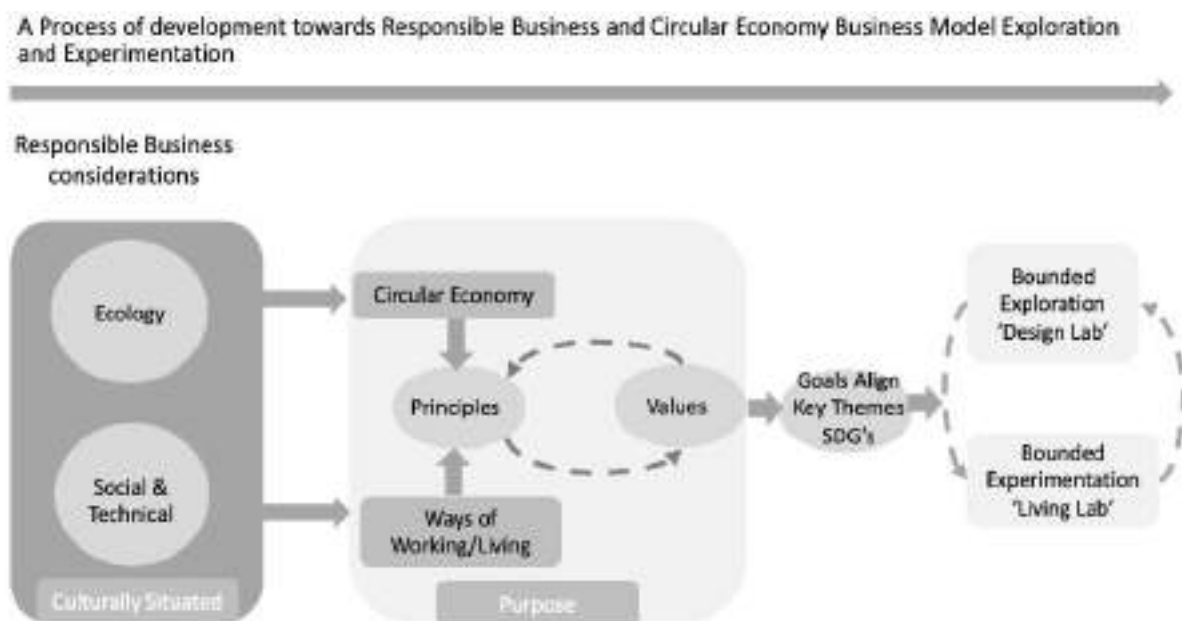 A Process of development towards Responsible Business and Circular Economy Business Model Exploration
and Experimentation
Responsible Business
considerations
Ecology
Social &
Technical
Culturally Situated
Circular Economy
Principles
Values
Ways of
Working/Living
Purpose
Goals Align
Key Themes
SDG's
Bounded
Exploration
'Design Lab'
Bounded
Experimentation
'Living Lab'